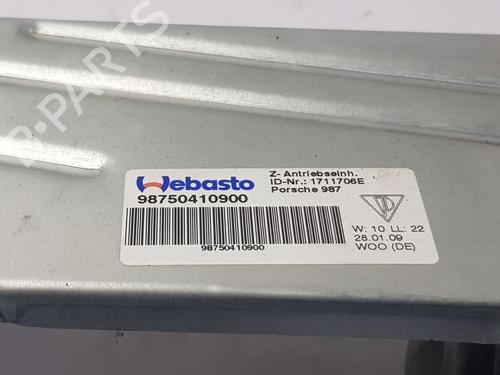 Webasto
98750410900
98750410900
Z- Antriebseinh.
ID-Nr.: 1711706E
Porsche 987
W: 10 LL: 22
28.01.09
WOO (DE)
B-Parts